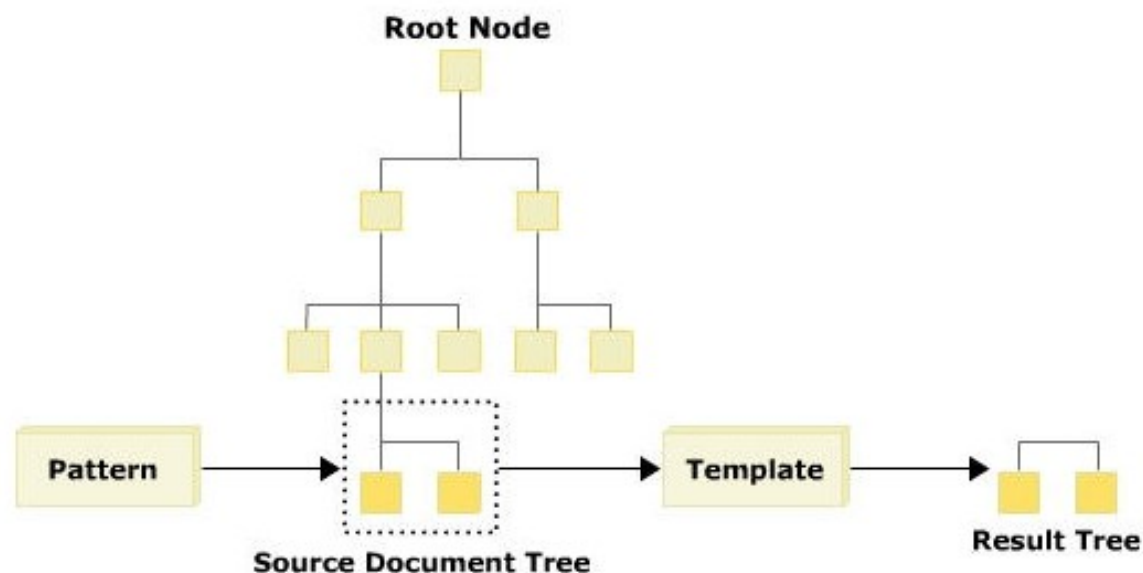 Root Node
Pattern
Template
Source Document Tree
Result Tree